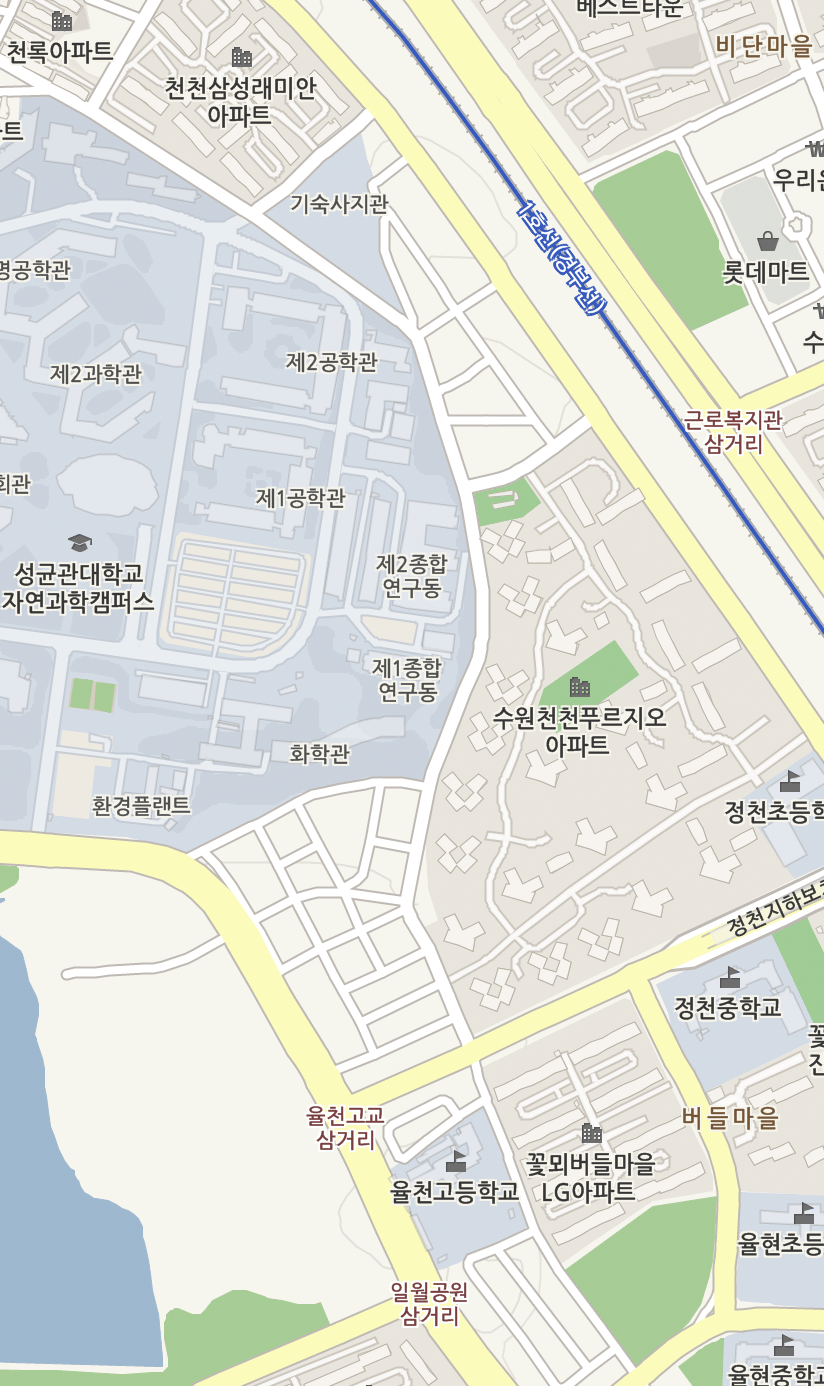 베스트타운
천록아파트
비단마을
천천삼성래미안
아파트
트
우리은
기숙사지관
1호선(경부선)
명공학관
롯데마트
수
제2공학관
제2과학관
근로복지관
삼거리
회관
제1공학관
성균관대학교
자연과학캠퍼스
제2종합
연구동
제1종합
연구동
수원천천푸르지오
아파트
화학관
환경플랜트
정천초등학
정천지하보차
정천중학교
꽃
진
율천고교
삼거리
버들마을
꽃뫼버들마을
LG아파트
율천고등학교
율현초등
일월공원
삼거리
율현중학교